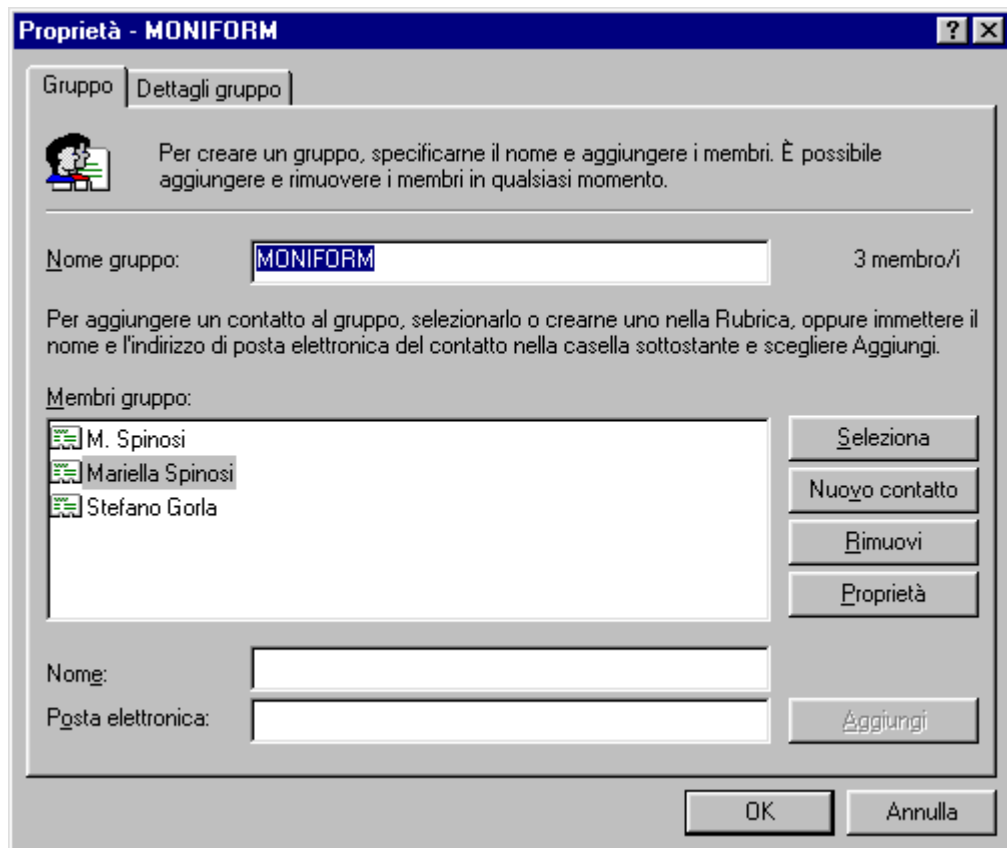 Proprietà - MONIFORM
Gruppo
Dettagli gruppo
Per creare un gruppo, specificarne il nome e aggiungere i membri. È possibile
aggiungere e rimuovere i membri in qualsiasi momento.
Nome gruppo:
MONIFORM
3 membro/i
Per aggiungere un contatto al gruppo, selezionarlo o crearne uno nella Rubrica, oppure immettere il
nome e l'indirizzo di posta elettronica del contatto nella casella sottostante e scegliere Aggiungi.
Membri gruppo:
M. Spinosi
Mariella Spinosi
Stefano Gorla
Seleziona
Nuovo contatto
Rimuovi
Proprietà
Nome:
Posta elettronica:
Aggiungi
OK
Annulla